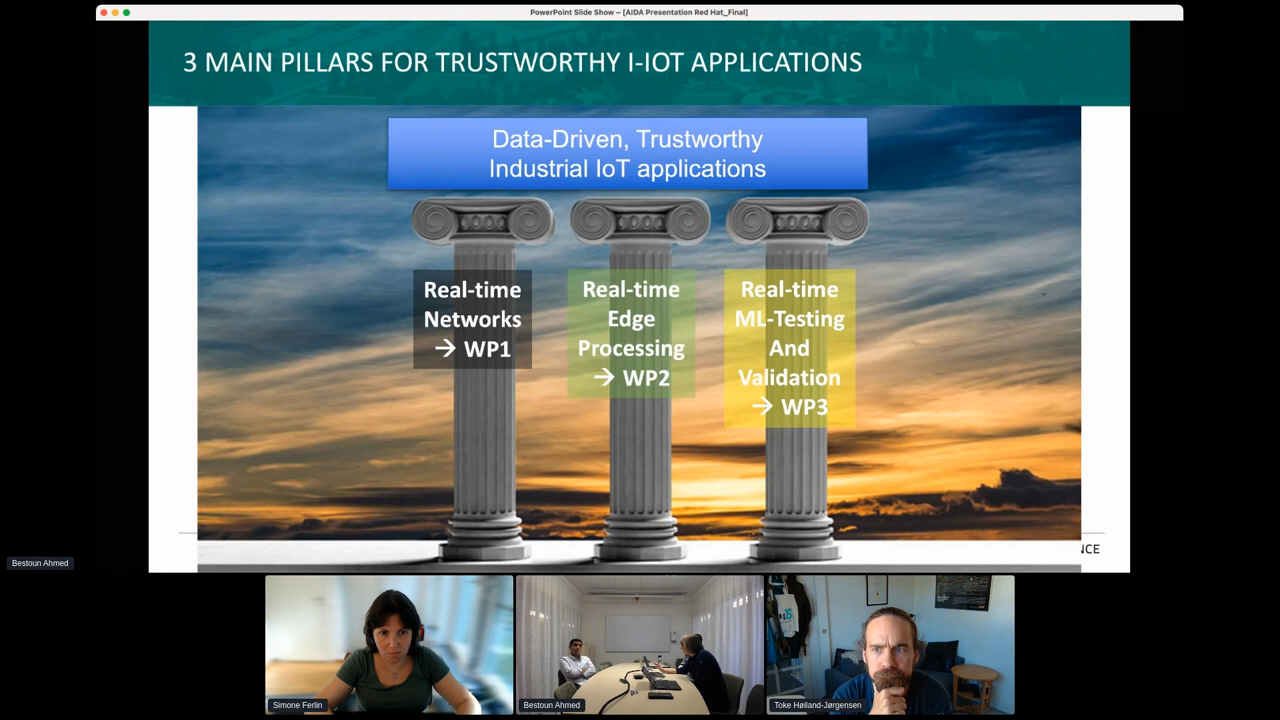 PowerPoint Slide Show – [AIDA Presentation Red Hat_Final]
3 MAIN PILLARS FOR TRUSTWORTHY I-IOT APPLICATIONS
Data-Driven, Trustworthy
Industrial IoT applications
Real-time
Networks
→ WP1
Real-time
Edge
Processing
→ WP2
Real-time
ML-Testing
And
Validation
→ WP3
NCE
Bestoun Ahmed
Simone Ferlin
Bestoun Ahmed
Toke Høiland-Jørgensen